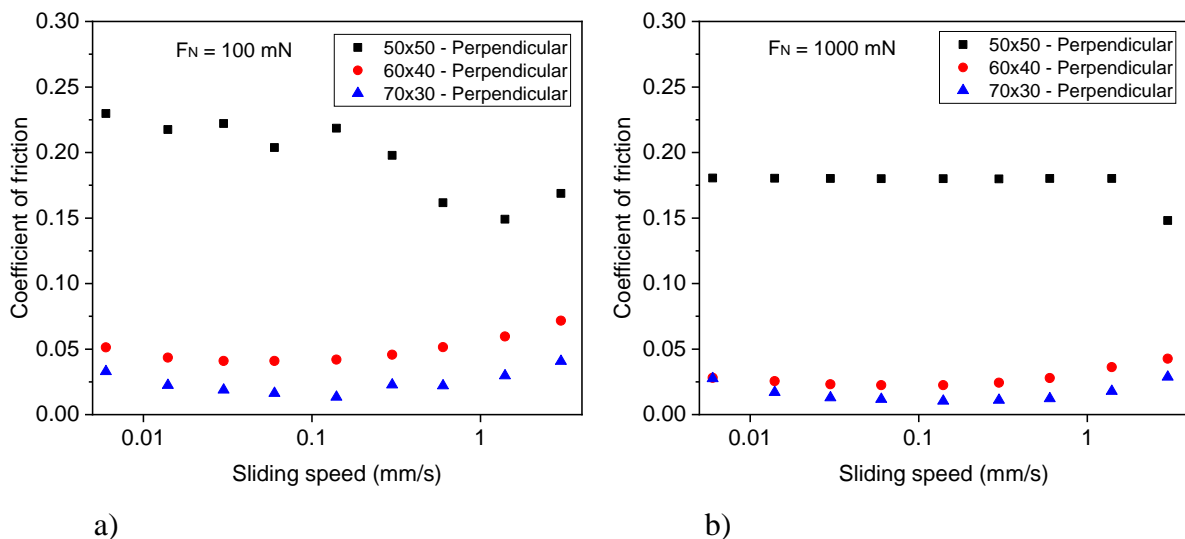 0.30
0.25
0.20
0.15
0.10
0.05
0.00
Coefficient of friction
FN = 100 mN
50x50 - Perpendicular
60x40 - Perpendicular
70x30 - Perpendicular
0.01 0.1 1
Sliding speed (mm/s)
a)
0.30
0.25
0.20
0.15
0.10
0.05
0.00
Coefficient of friction
FN = 1000 mN
50x50 - Perpendicular
60x40 - Perpendicular
70x30 - Perpendicular
0.01 0.1 1
Sliding speed (mm/s)
b)